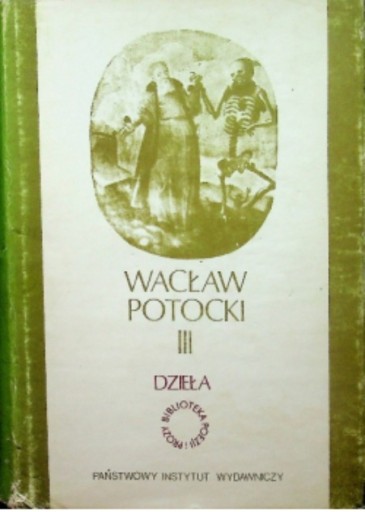 WACŁAW
POTOCKI
III
DZIEŁA
BIBLIOTEKA POEZJI I PROZY
PAŃSTWOWY INSTYTUT WYDAWNICZY